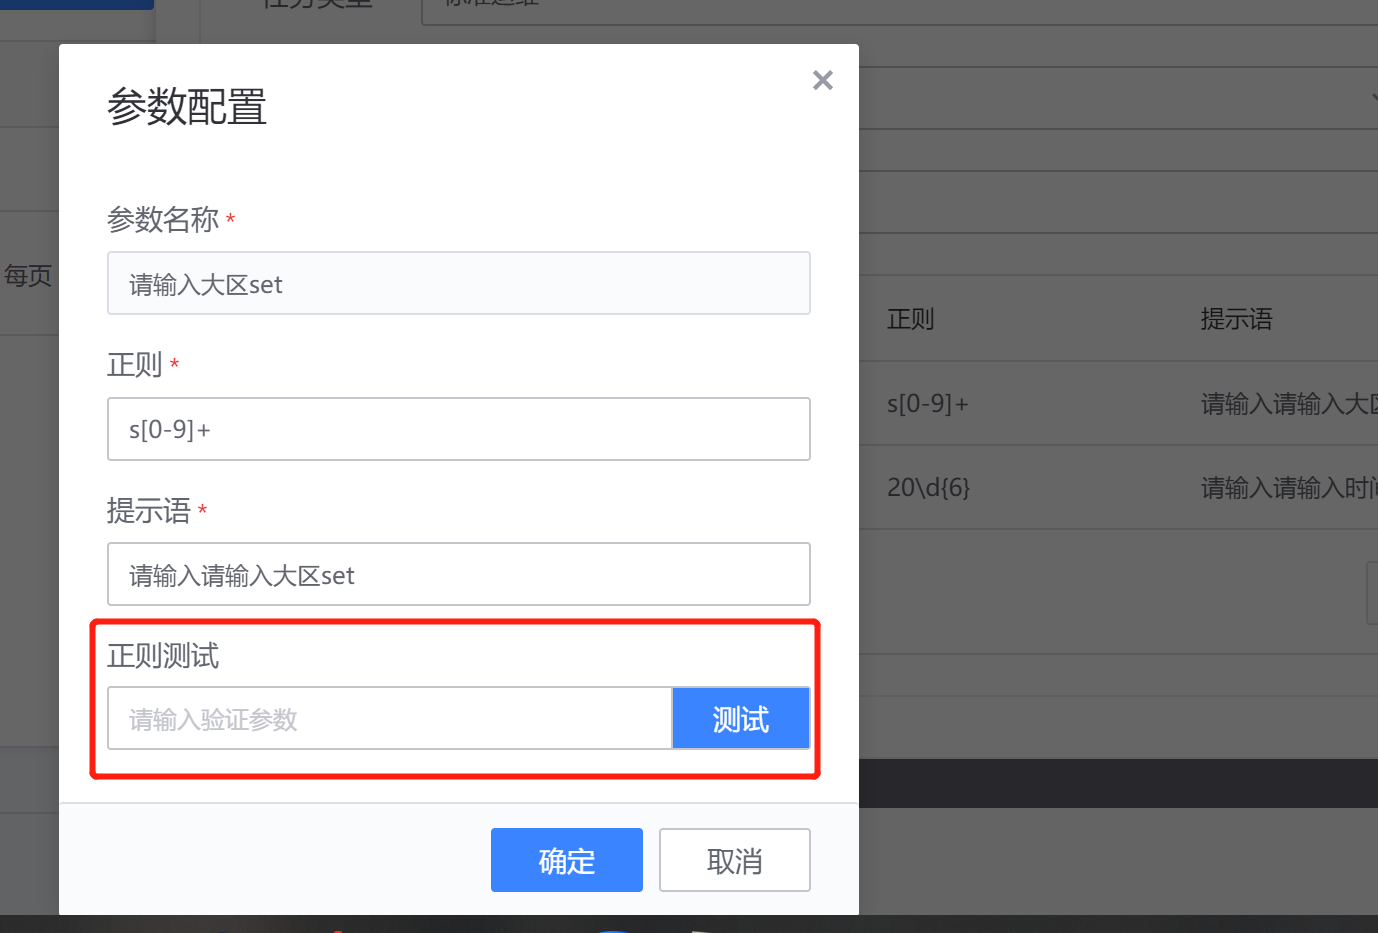 参数配置
参数名称 *
请输入大区set
正则 *
s[0-9]+
提示语 *
请输入请输入大区set
正则测试
请输入验证参数
测试
确定
取消
每页
正则
提示语
s[0-9]+
请输入请输入大区
20\d{6}
请输入请输入时间